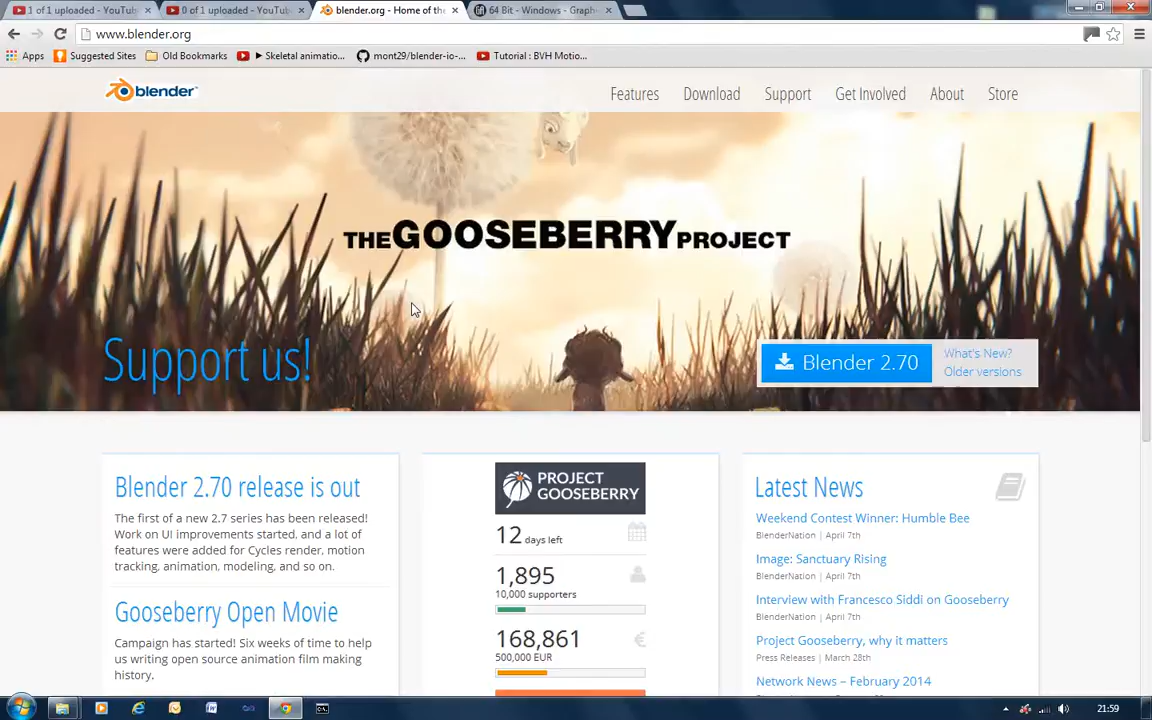 1 of 1 uploaded - YouTube
0 of 1 uploaded - YouTube
blender.org - Home of the
64 Bit - Windows - Graph
www.blender.org
Apps
Suggested Sites
Old Bookmarks
► Skeletal animatio...
mont29/blender-io-...
Tutorial : BVH Motio...
blender
Features
Download
Support
Get Involved
About
Store
THE GOOSEBERRY PROJECT
Support us!
Blender 2.70
What's New?
Older versions
Blender 2.70 release is out
The first of a new 2.7 series has been released!
Work on UI improvements started, and a lot of
features were added for Cycles render, motion
tracking, animation, modeling, and so on.
Gooseberry Open Movie
Campaign has started! Six weeks of time to help
us writing open source animation film making
history.
PROJECT
GOOSEBERRY
12 days left
1,895
10,000 supporters
168,861
500,000 EUR
Latest News
Weekend Contest Winner: Humble Bee
BlenderNation | April 7th
Image: Sanctuary Rising
BlenderNation | April 7th
Interview with Francesco Siddi on Gooseberry
BlenderNation | April 7th
Project Gooseberry, why it matters
Press Releases | March 28th
Network News – February 2014
21:59